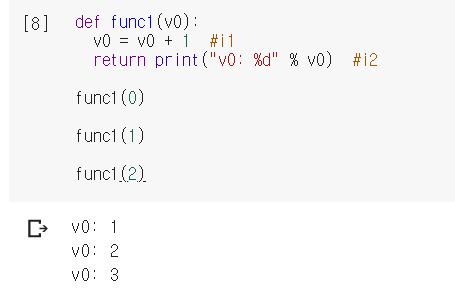 [8] def func1(v0):
v0 = v0 + 1 #i1
return print("v0: %d" % v0) #i2
func1(0)
func1(1)
func1(2)
v0: 1
v0: 2
v0: 3